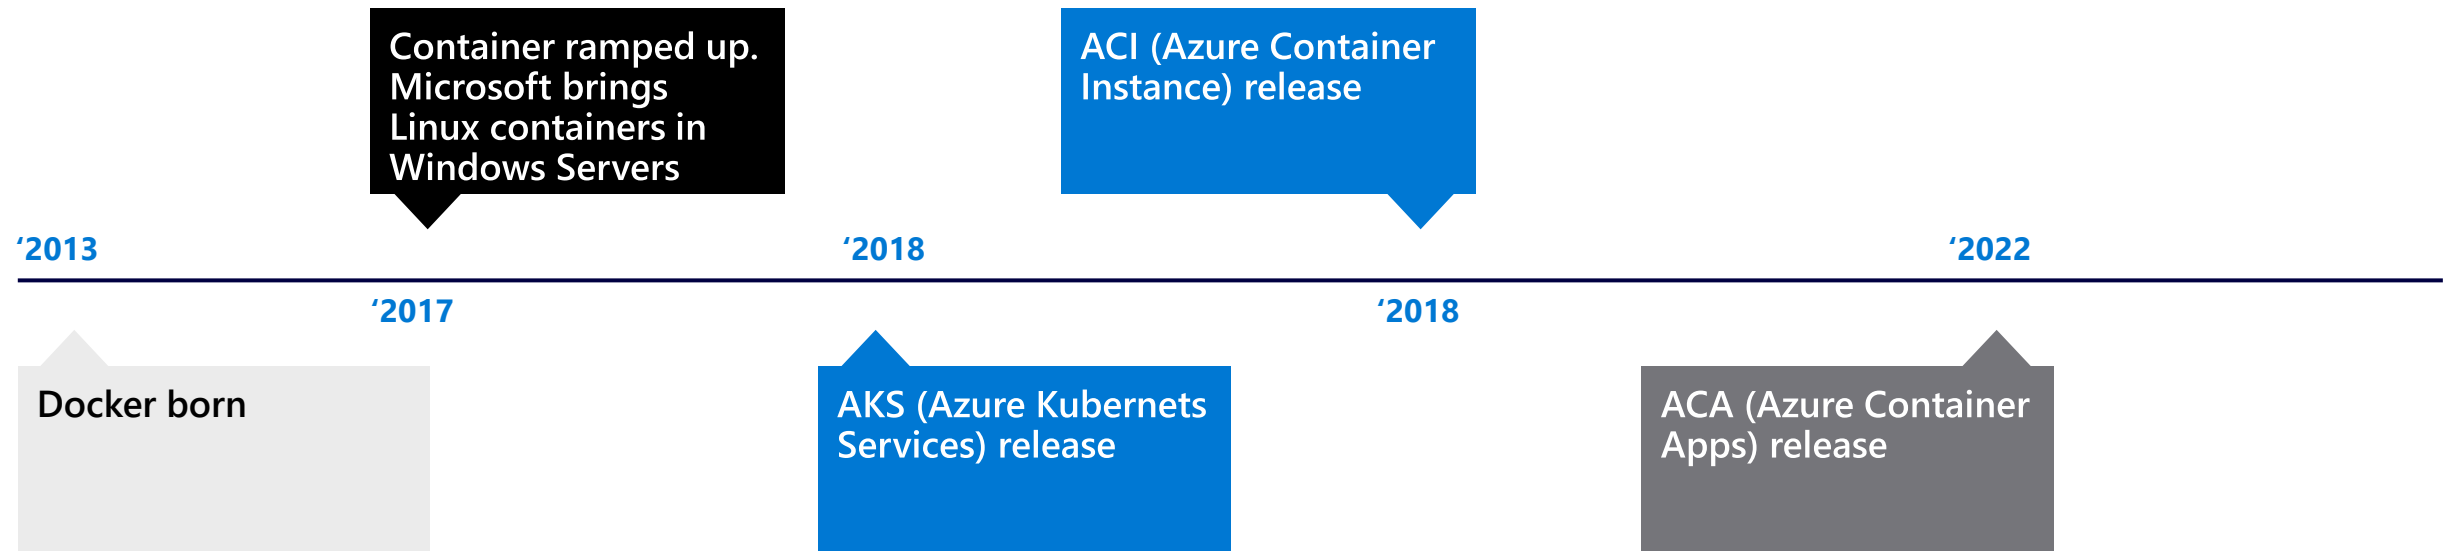 Container ramped up.
Microsoft brings
Linux containers in
Windows Servers
ACI (Azure Container
Instance) release
‘2013
‘2018
‘2022
‘2017
‘2018
Docker born
AKS (Azure Kubernets
Services) release
ACA (Azure Container
Apps) release